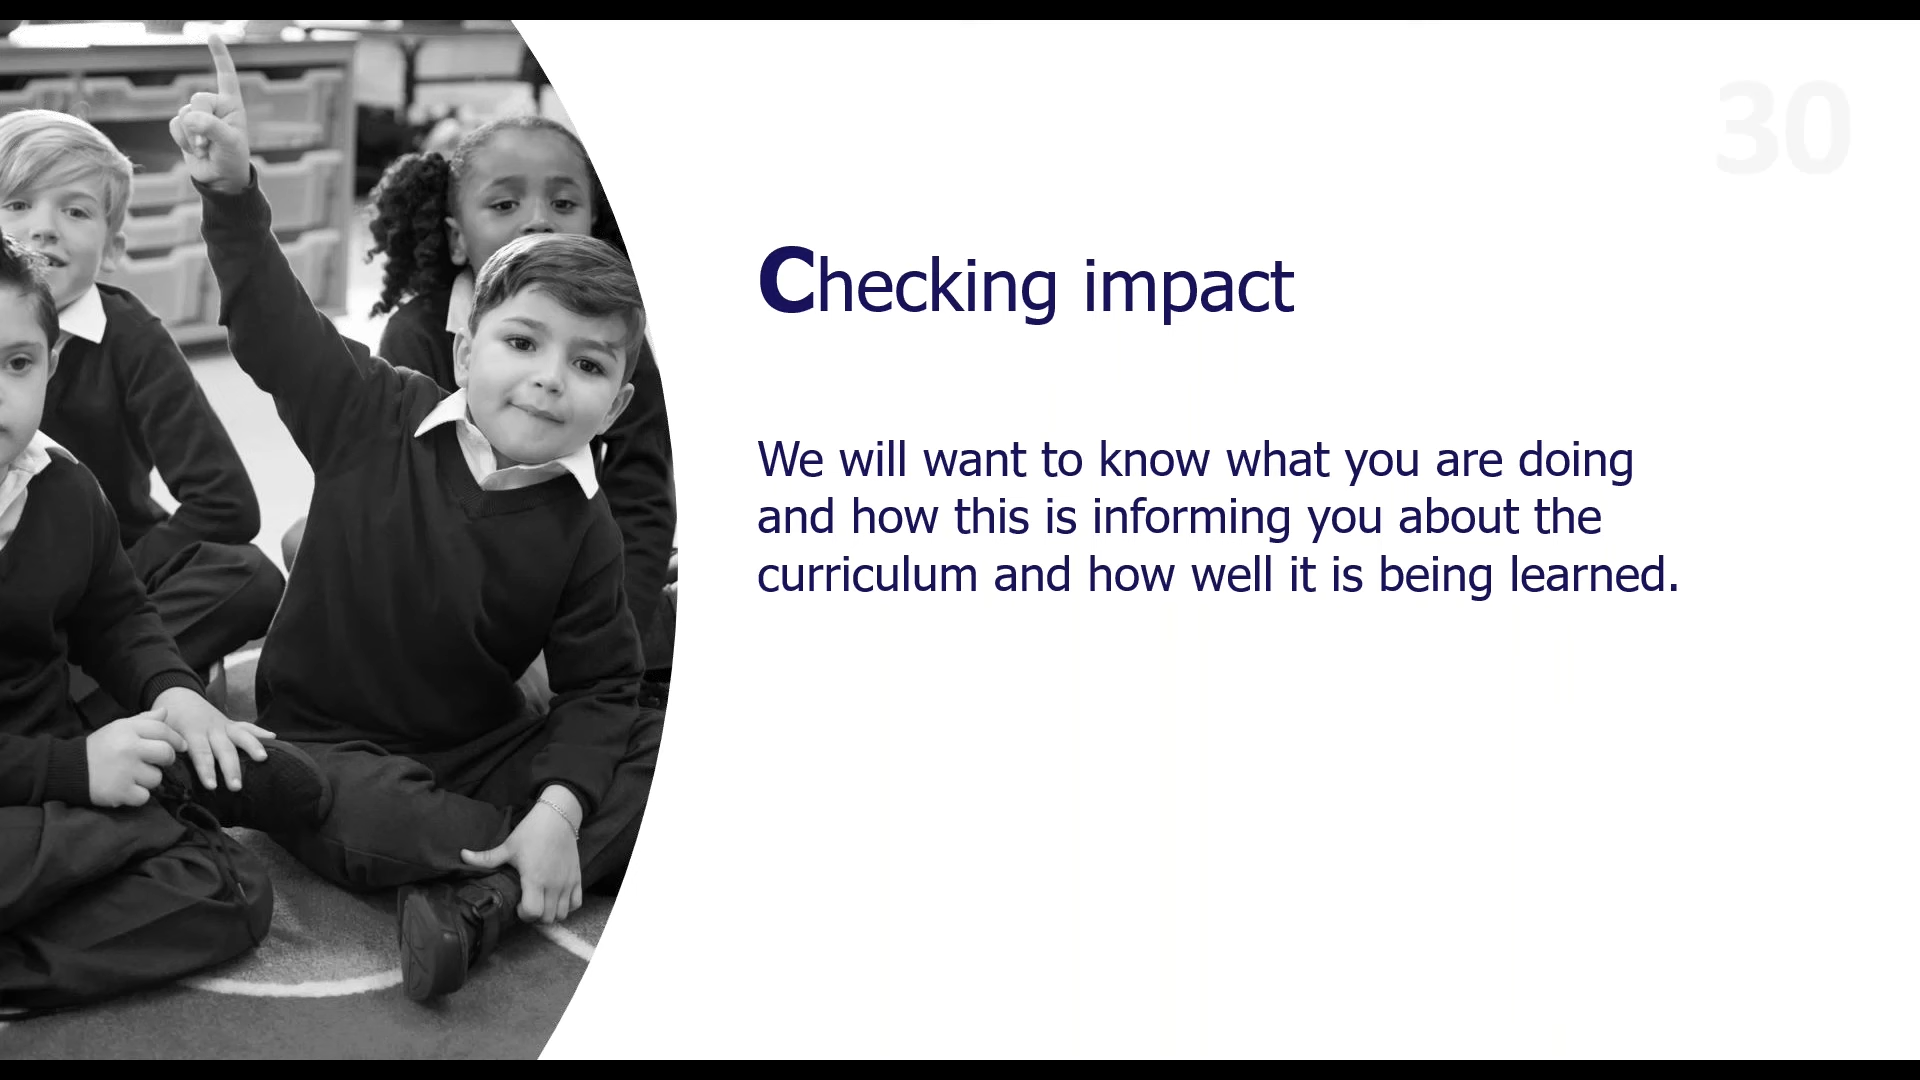 30
Checking impact
We will want to know what you are doing
and how this is informing you about the
curriculum and how well it is being learned.